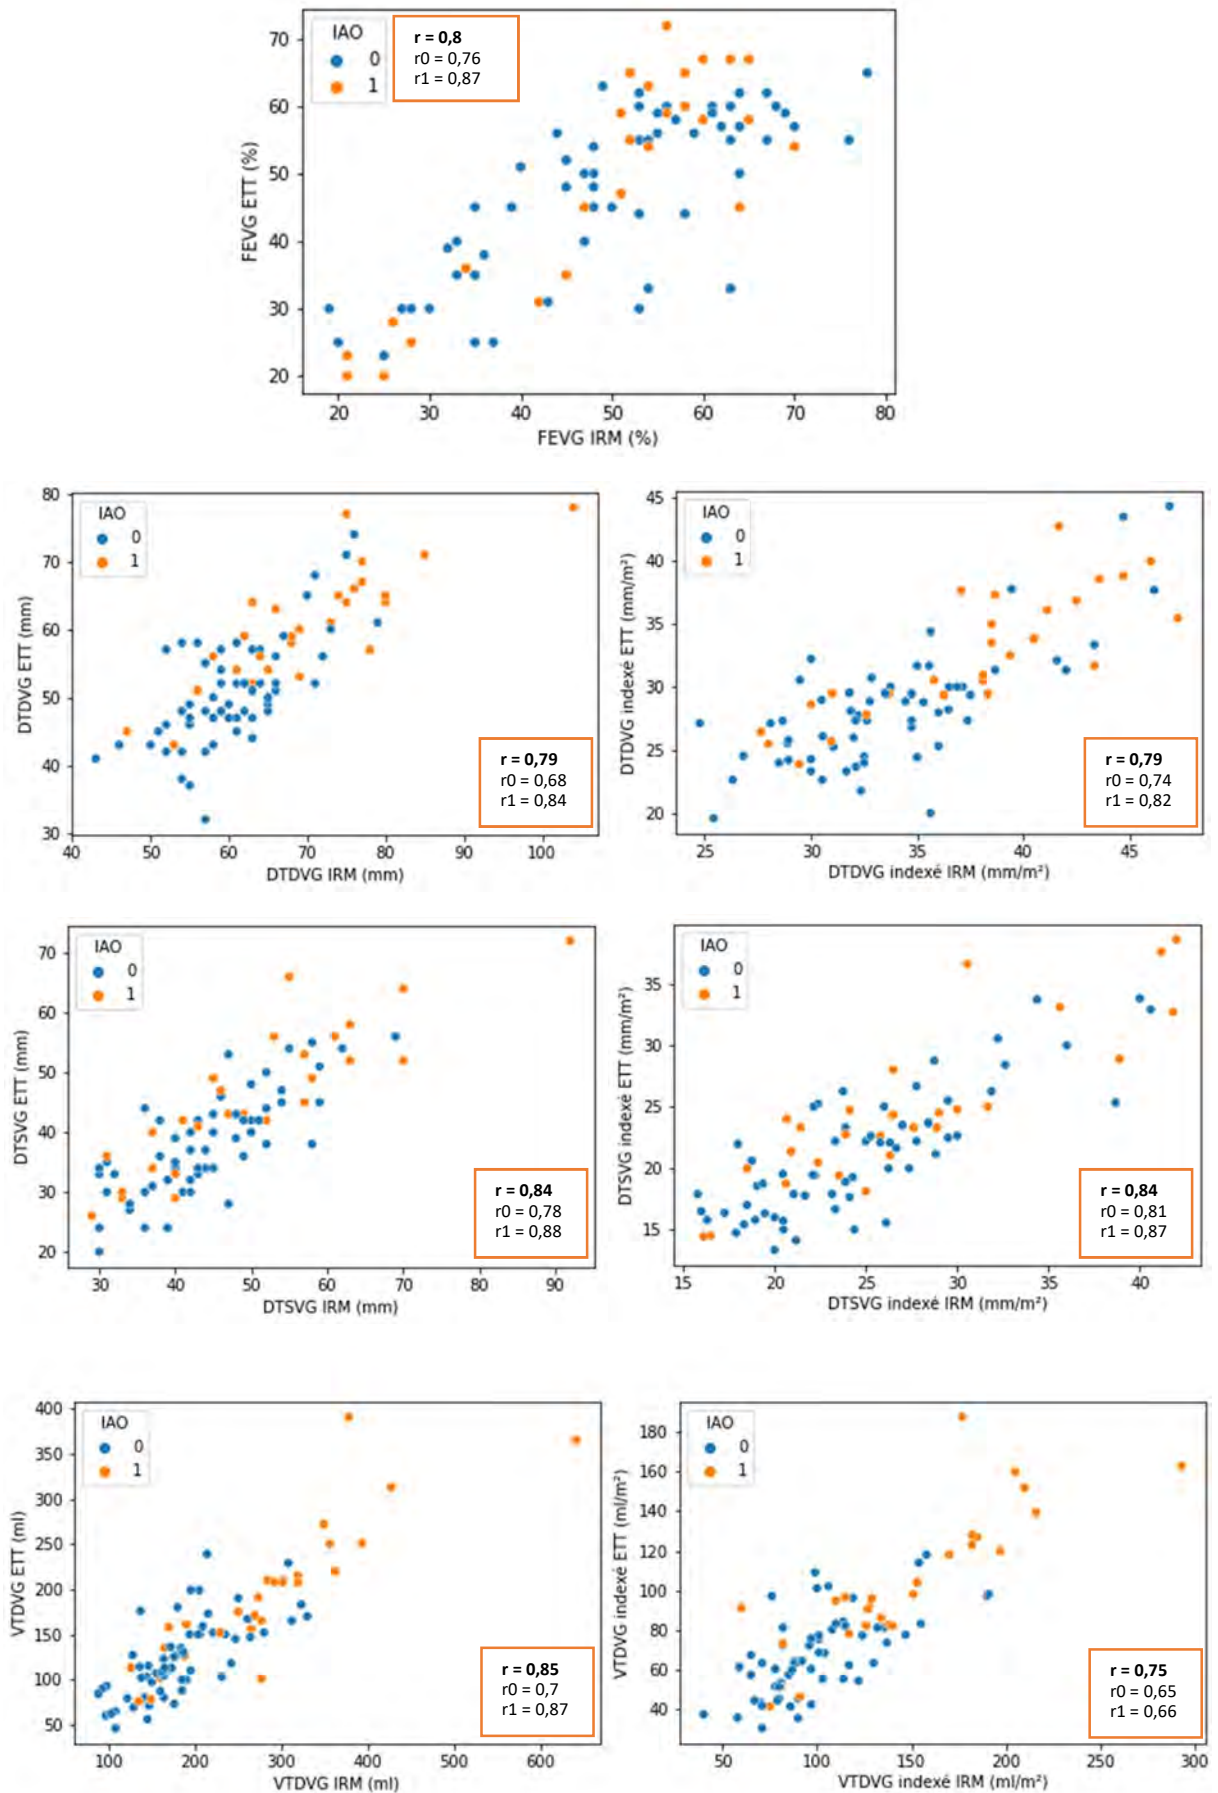 IAO
0
1
r = 0,8
r0 = 0,76
r1 = 0,87
70
60
50
40
30
20
FEVG ETT (%)
20 30 40 50 60 70 80
FEVG IRM (%)
IAO
0
1
80
70
60
50
40
30
DTDVG ETT (mm)
r = 0,79
r0 = 0,68
r1 = 0,84
40 50 60 70 80 90 100
DTDVG IRM (mm)
IAO
0
1
45
40
35
30
25
20
DTDVG indexé ETT (mm/m²)
r = 0,79
r0 = 0,74
r1 = 0,82
25 30 35 40 45
DTDVG indexé IRM (mm/m²)
IAO
0
1
70
60
50
40
30
20
DTSVG ETT (mm)
r = 0,84
r0 = 0,78
r1 = 0,88
30 40 50 60 70 80 90
DTSVG IRM (mm)
IAO
0
1
35
30
25
20
15
DTSVG indexé ETT (mm/m²)
r = 0,84
r0 = 0,81
r1 = 0,87
15 20 25 30 35 40
DTSVG indexé IRM (mm/m²)
IAO
0
1
400
350
300
250
200
150
100
50
VTDVG ETT (ml)
r = 0,85
r0 = 0,7
r1 = 0,87
100 200 300 400 500 600
VTDVG IRM (ml)
IAO
0
1
180
160
140
120
100
80
60
40
VTDVG indexé ETT (ml/m²)
r = 0,75
r0 = 0,65
r1 = 0,66
50 100 150 200 250 300
VTDVG indexé IRM (ml/m²)